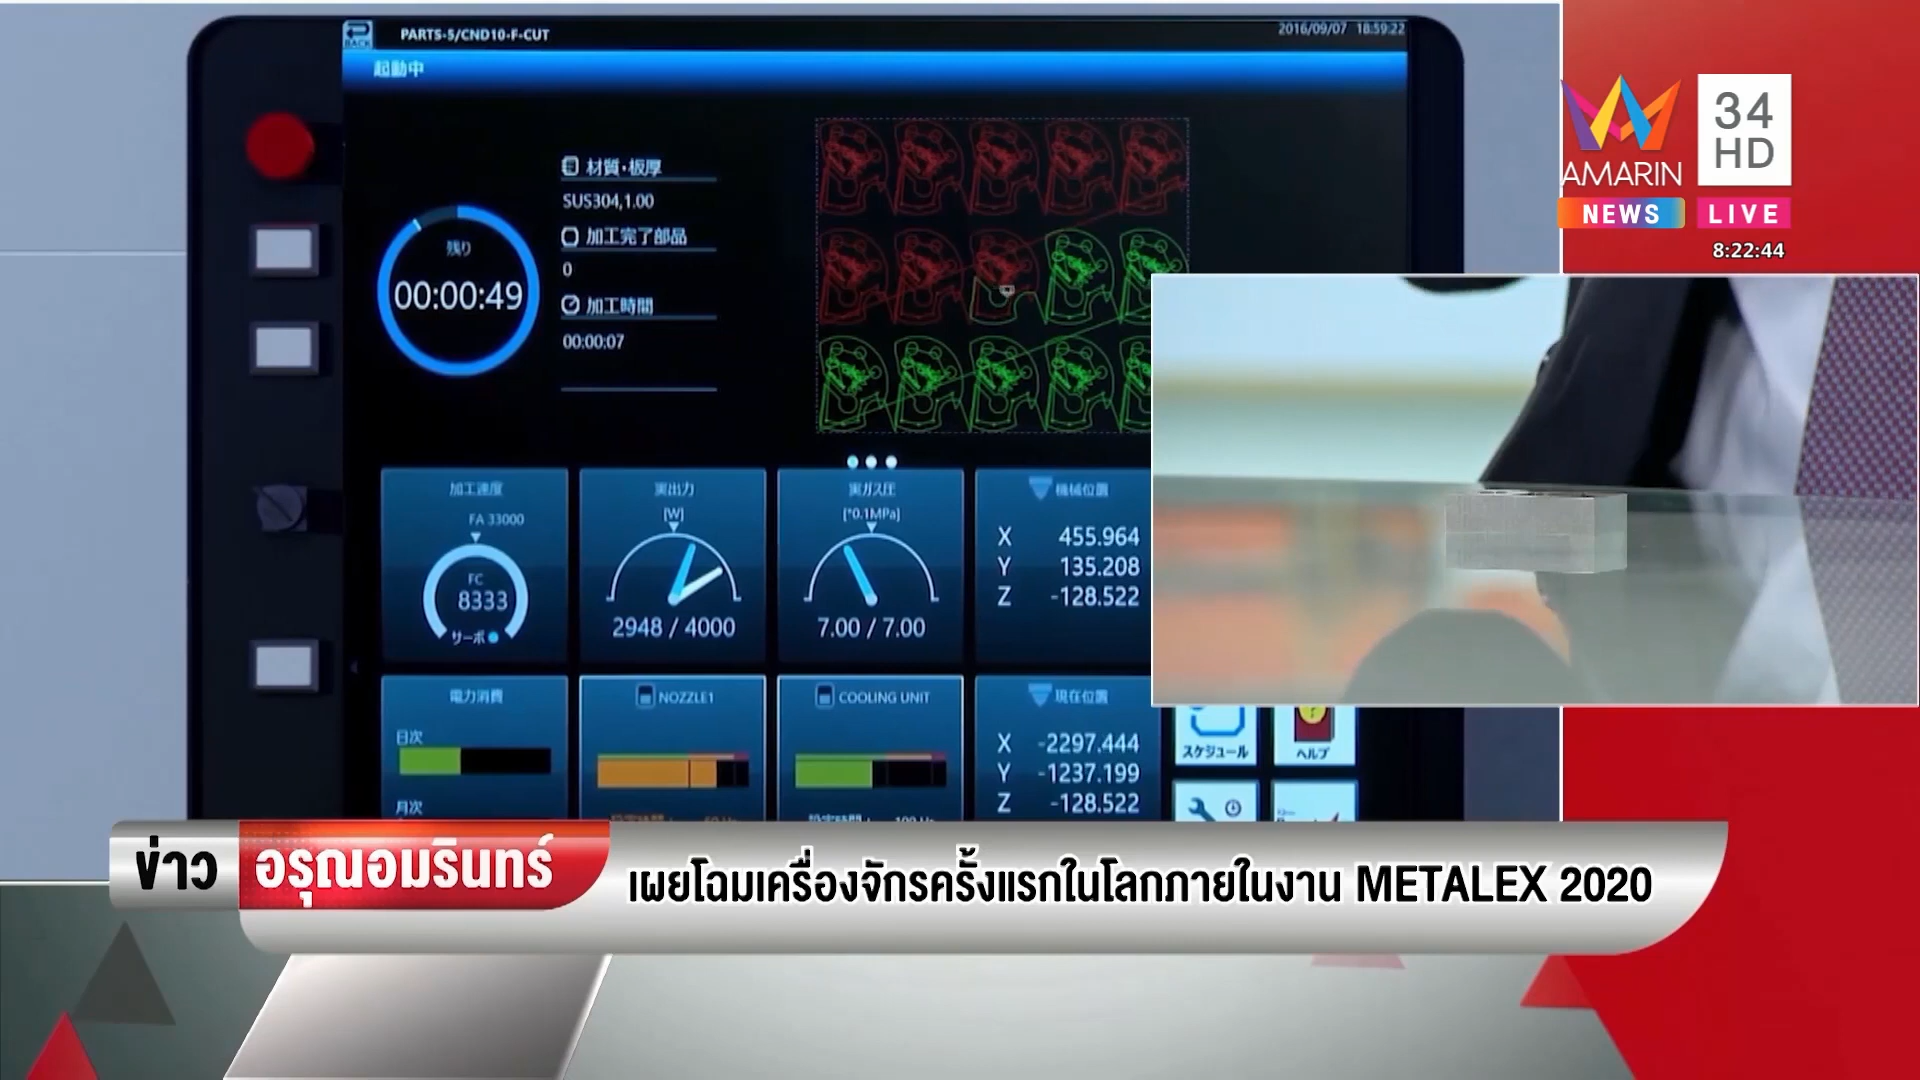 PARTS-5/CND10-F-CUT
2016/09/07 18:59:22
BACK
起動中
残り
00:00:49
材質・板厚
SUS304,1.00
加工完了部品
0
加工時間
00:00:07
加工速度
FA 33000
FC
8333
サーボ
実出力
[W]
2948 / 4000
実ガス圧
[*0.1MPa]
7.00 / 7.00
機械位置
X 455.964
Y 135.208
Z -128.522
電力消費
日次
月次
NOZZLE1
COOLING UNIT
現在位置
X -2297.444
Y -1237.199
Z -128.522
スケジュール
ヘルプ
AMARIN
NEWS
34
HD
LIVE
8:22:44
ข่าว
อรุณอมรินทร์
เผยโฉมเครื่องจักรครั้งแรกในโลกภายในงาน METALEX 2020